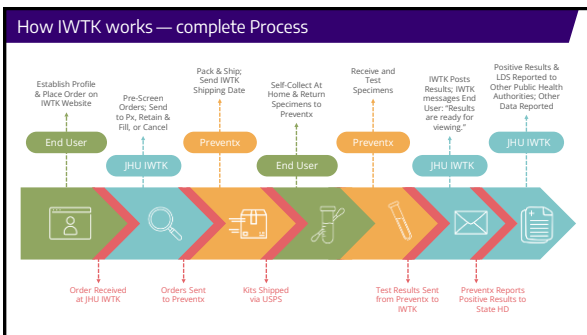 How IWTK works — complete Process
Establish Profile
& Place Order on
IWTK Website
End User
Pre-Screen
Orders; Send
to Px, Retain &
Fill, or Cancel
JHU IWTK
Pack & Ship;
Send IWTK
Shipping Date
Preventx
Self-Collect At
Home & Return
Specimens to
Preventx
End User
Receive and
Test
Specimens
Preventx
IWTK Posts
Results; IWTK
messages End
User: “Results
are ready for
viewing.”
JHU IWTK
Positive Results &
LDS Reported to
Other Public Health
Authorities; Other
Data Reported
JHU IWTK
Order Received
at JHU IWTK
Orders Sent
to Preventx
Kits Shipped
via USPS
Test Results Sent
from Preventx to
IWTK
Preventx Reports
Positive Results to
State HD